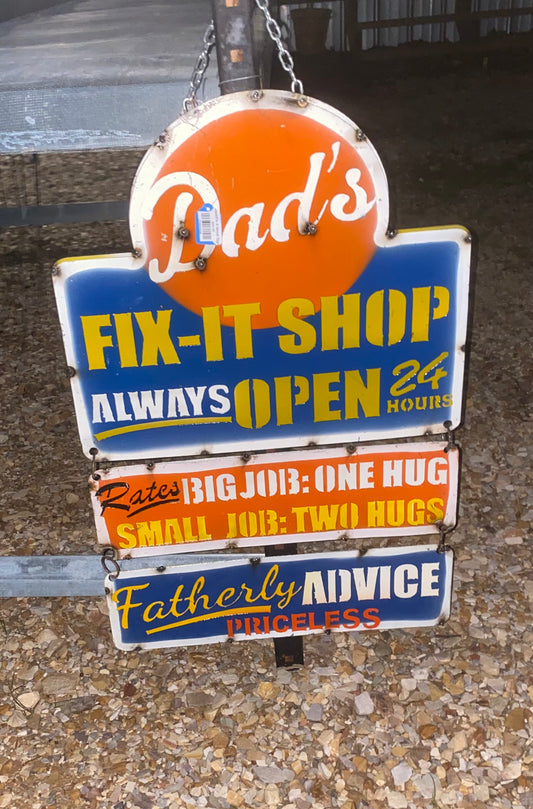 Dad's
FIX-IT SHOP
ALWAYS OPEN 24 HOURS
Rates BIG JOB: ONE HUG
SMALL JOB: TWO HUGS
Fatherly ADVICE
PRICELESS